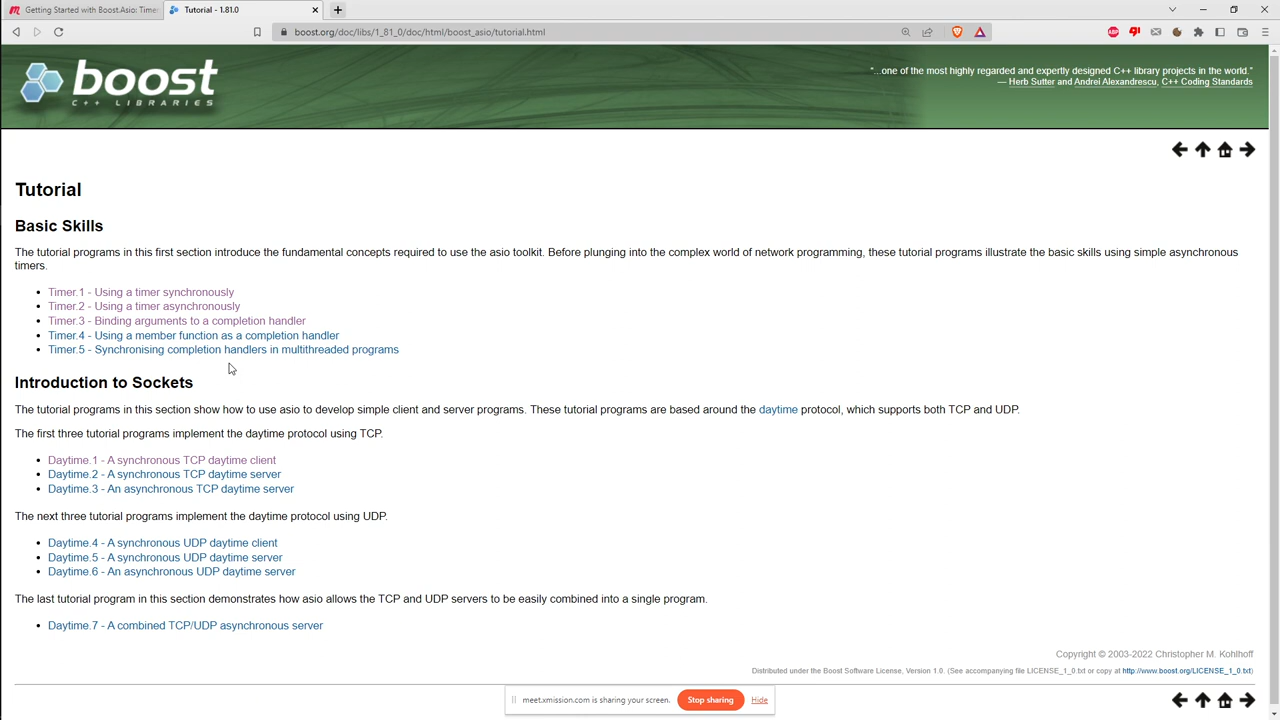 Getting Started with Boost.Asio: Time
Tutorial - 1.81.0
boost.org/doc/libs/1_81_0/doc/html/boost_asio/tutorial.html
boost
C++ LIBRARIES
“...one of the most highly regarded and expertly designed C++ library projects in the world.”
— Herb Sutter and Andrei Alexandrescu, C++ Coding Standards
Tutorial
Basic Skills
The tutorial programs in this first section introduce the fundamental concepts required to use the asio toolkit. Before plunging into the complex world of network programming, these tutorial programs illustrate the basic skills using simple asynchronous
timers.
• Timer.1 - Using a timer synchronously
• Timer.2 - Using a timer asynchronously
• Timer.3 - Binding arguments to a completion handler
• Timer.4 - Using a member function as a completion handler
• Timer.5 - Synchronising completion handlers in multithreaded programs
Introduction to Sockets
The tutorial programs in this section show how to use asio to develop simple client and server programs. These tutorial programs are based around the daytime protocol, which supports both TCP and UDP.
The first three tutorial programs implement the daytime protocol using TCP.
• Daytime.1 - A synchronous TCP daytime client
• Daytime.2 - A synchronous TCP daytime server
• Daytime.3 - An asynchronous TCP daytime server
The next three tutorial programs implement the daytime protocol using UDP.
• Daytime.4 - A synchronous UDP daytime client
• Daytime.5 - A synchronous UDP daytime server
• Daytime.6 - An asynchronous UDP daytime server
The last tutorial program in this section demonstrates how asio allows the TCP and UDP servers to be easily combined into a single program.
• Daytime.7 - A combined TCP/UDP asynchronous server
Copyright © 2003-2022 Christopher M. Kohlhoff
Distributed under the Boost Software License, Version 1.0. (See accompanying file LICENSE_1_0.txt or copy at http://www.boost.org/LICENSE_1_0.txt)
meet.xmission.com is sharing your screen.
Stop sharing
Hide